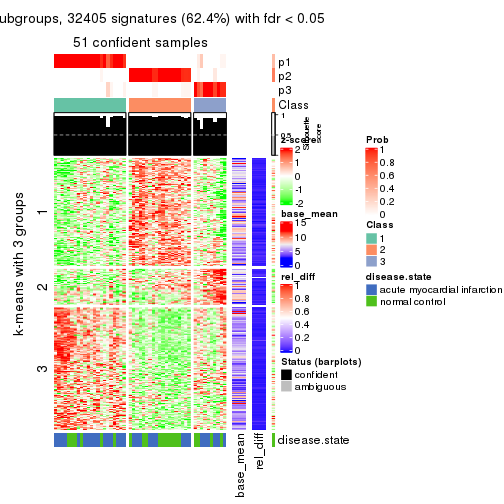 ubgroups, 32405 signatures (62.4%) with fdr < 0.05
51 confident samples
p1
p2
p3
Class
1
0.5
Silhouette
score
k-means with 3 groups
1
2
3
base_mean
rel_diff
disease.state
z-score
2
1
0
-1
-2
base_mean
15
10
5
0
rel_diff
1
0.8
0.6
0.4
0.2
0
Status (barplots)
confident
ambiguous
Prob
1
0.8
0.6
0.4
0.2
0
Class
1
2
3
disease.state
acute myocardial infarction
normal control